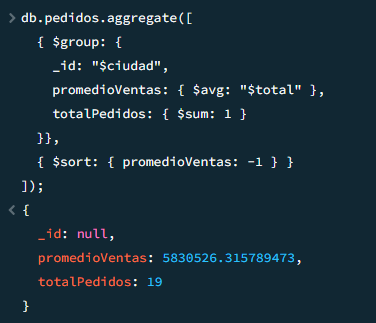 > db.pedidos.aggregate([
{ $group: {
_id: "$ciudad",
promedioVentas: { $avg: "$total" },
totalPedidos: { $sum: 1 }
}},
{ $sort: { promedioVentas: -1 } }
]);
< {
_id: null,
promedioVentas: 5830526.315789473,
totalPedidos: 19
}